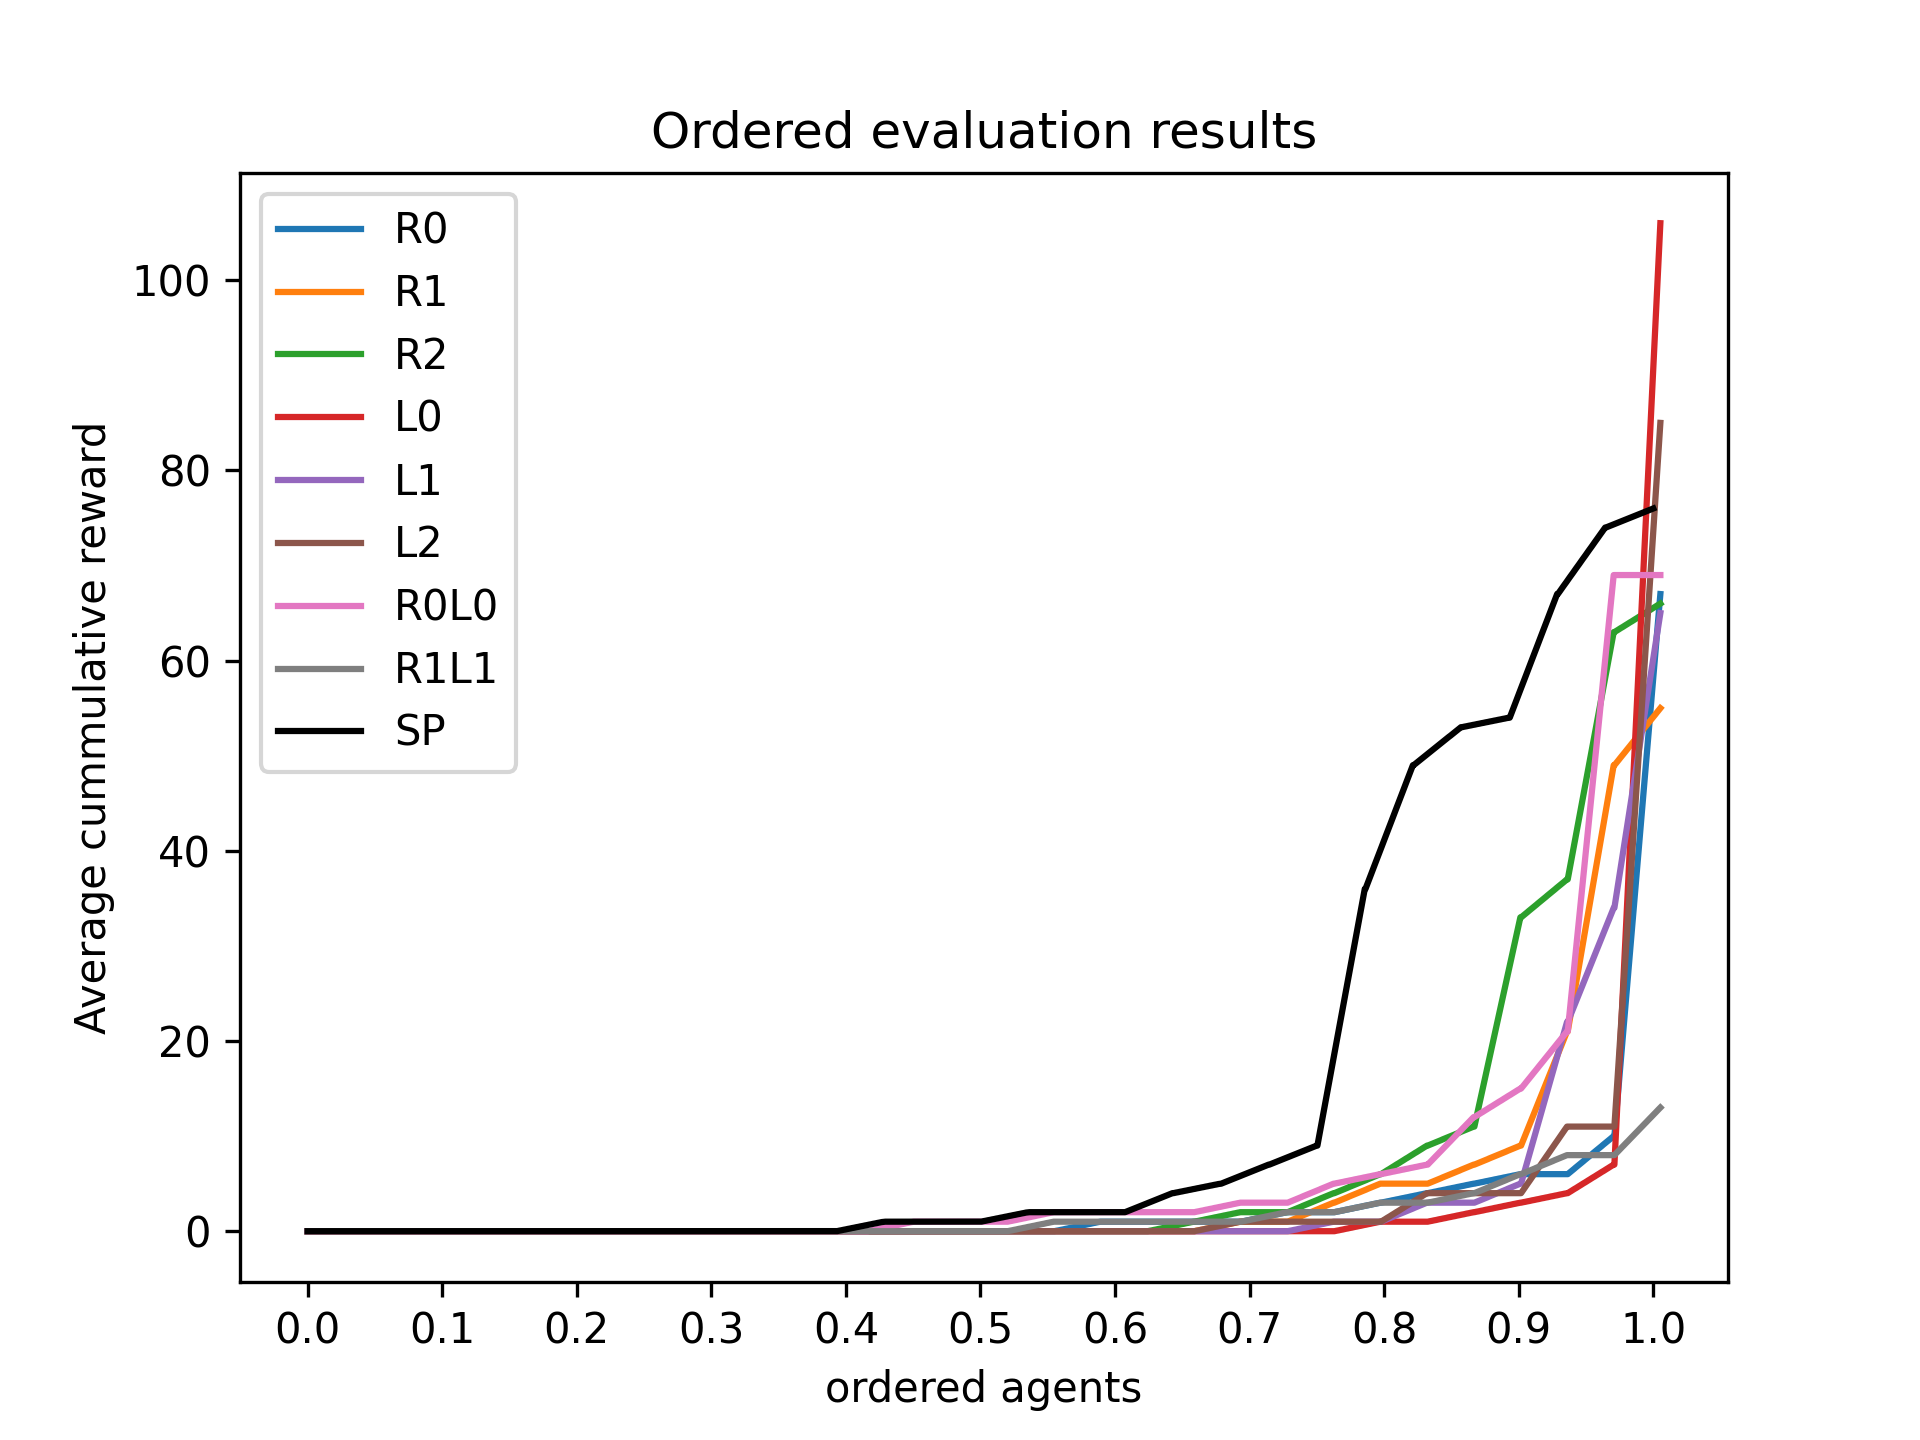 Ordered evaluation results
R0
R1
R2
L0
L1
L2
R0L0
R1L1
SP
100
80
60
40
20
0
Average cummulative reward
0.0 0.1 0.2 0.3 0.4 0.5 0.6 0.7 0.8 0.9 1.0
ordered agents